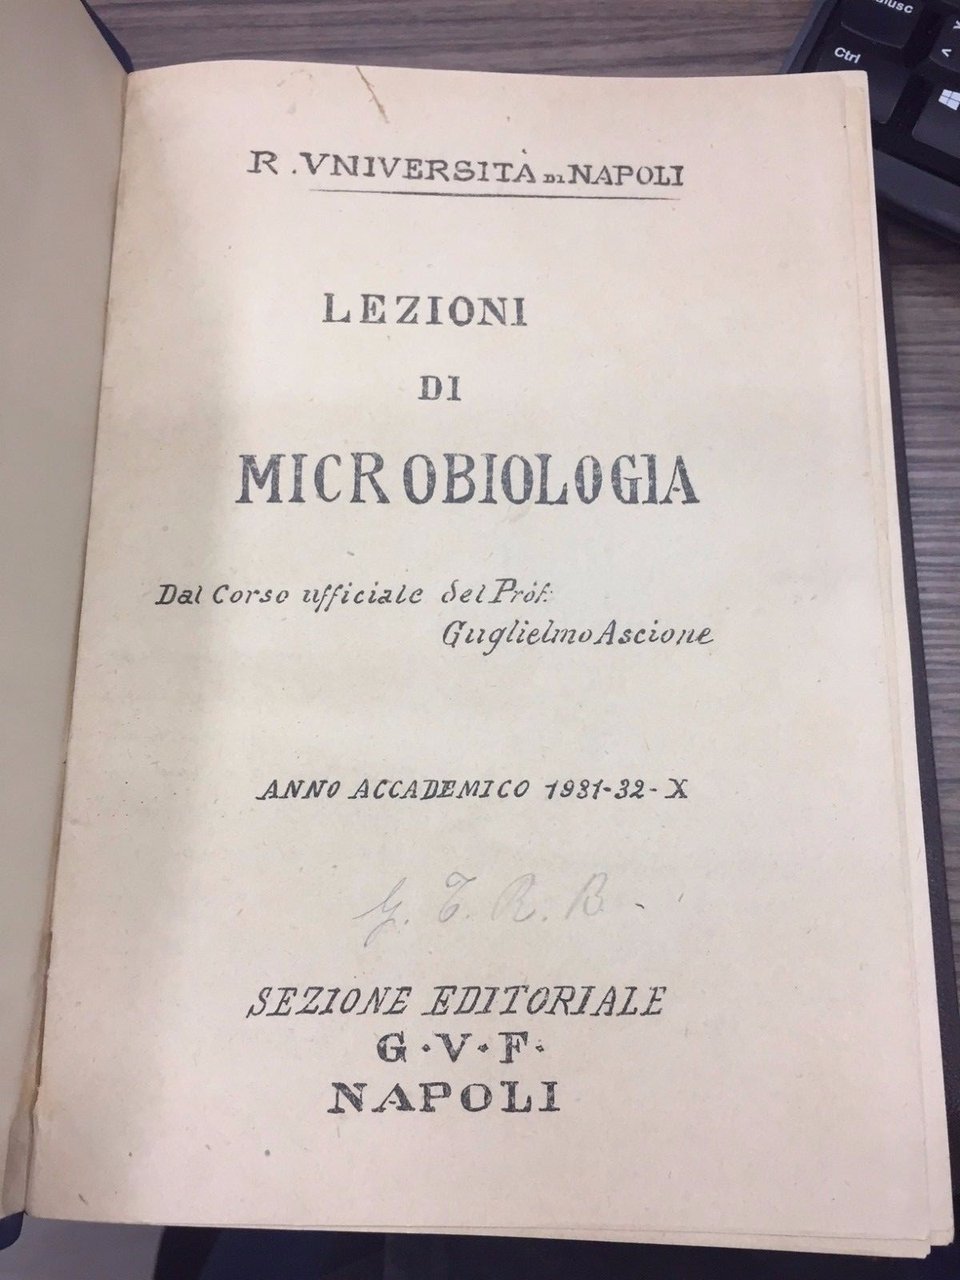 R. VNIVERSITÀ DI NAPOLI
LEZIONI
DI
MICROBIOLOGIA
Dal Corso ufficiale del Prof.
Guglielmo Ascione
ANNO ACCADEMICO 1931-32-X
G. T. R. B.
SEZIONE EDITORIALE
G.V.F.
NAPOLI
Ctrl